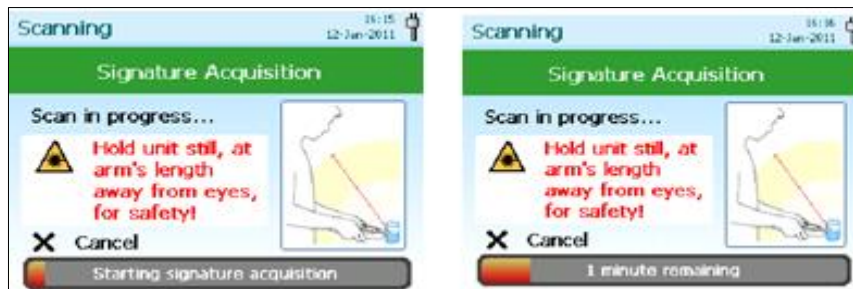 Scanning
16:15
12-Jan-2011
Signature Acquisition
Scan in progress...
Hold unit still, at
arm's length
away from eyes,
for safety!
Cancel
Starting signature acquisition
Scanning
16:16
12-Jan-2011
Signature Acquisition
Scan in progress...
Hold unit still, at
arm's length
away from eyes,
for safety!
Cancel
1 minute remaining